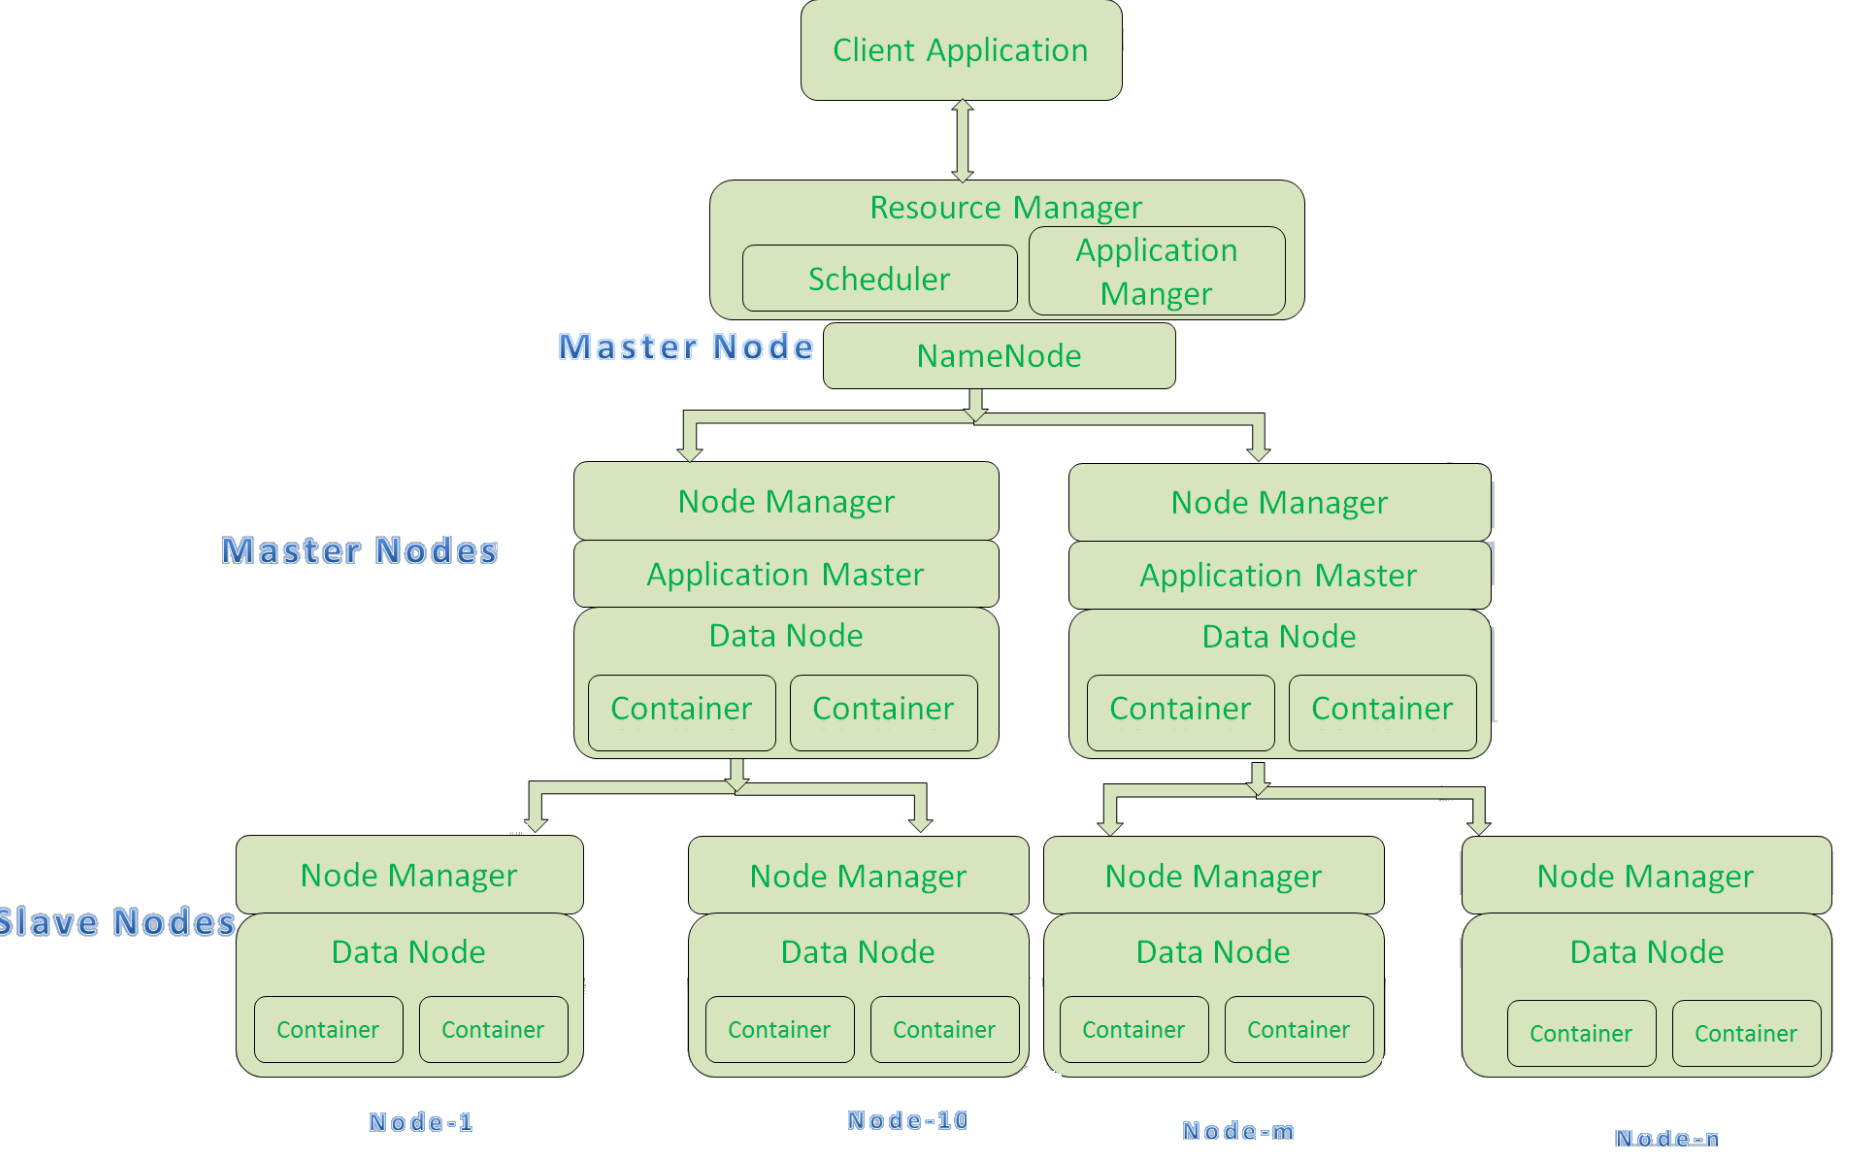 Client Application
Resource Manager
Scheduler
Application
Manger
Master Node
NameNode
Node Manager
Node Manager
Master Nodes
Application Master
Application Master
Data Node
Data Node
Container
Container
Container
Container
Node Manager
Node Manager
Node Manager
Node Manager
Slave Nodes
Data Node
Data Node
Data Node
Data Node
Container
Container
Container
Container
Container
Container
Container
Container
Node-1
Node-10
Node-m
Node-n